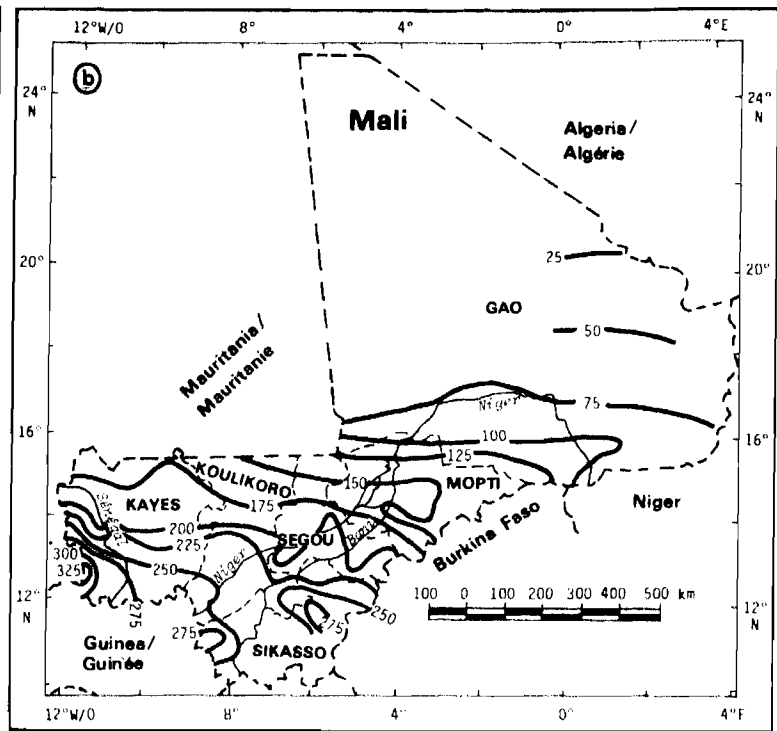 12°W/O 8° 4° 0° 4°E
b
Mali
24°
N
24°
N
Algeria/
Algérie
20°
20°
25
GAO
50
Mauritania/
Mauritanie
Niger
75
16°
16°
100
125
KOULIKORO
150
MOPTI
KAYES
175
Niger
Sénégal
200
SEGOU
Bani
Burkina Faso
225
300
325
250
Niger
250
12°
N
275
275
100 0 100 200 300 400 500 km
12°
N
Guinea/
Guinée
275
SIKASSO
12°W/O 8° 4° 0° 4°E